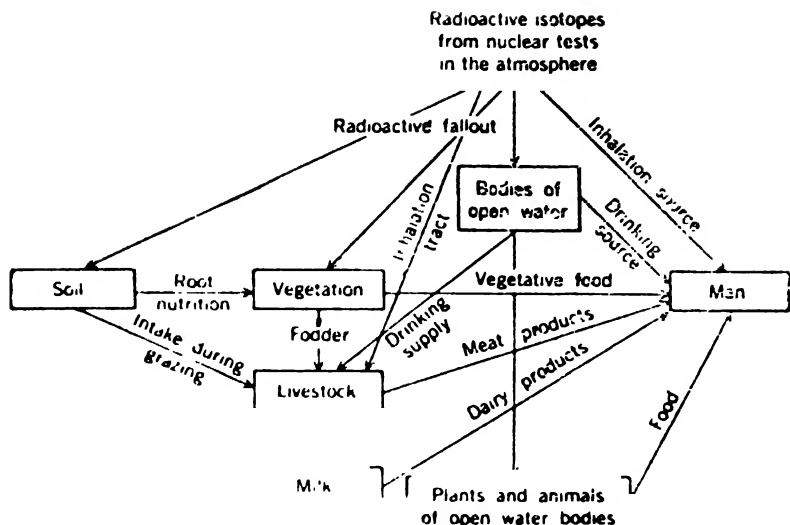 Radioactive isotopes
from nuclear tests
in the atmosphere
Radioactive fallout
Inhalation source
Inhalation
tract
Bodies of
open water
Drinking
source
Soil
Root
nutrition
Vegetation
Vegetative food
Man
Intake during
grazing
Fodder
Drinking
supply
Meat products
Livestock
Dairy products
Food
Milk
Plants and animals
of open water bodies